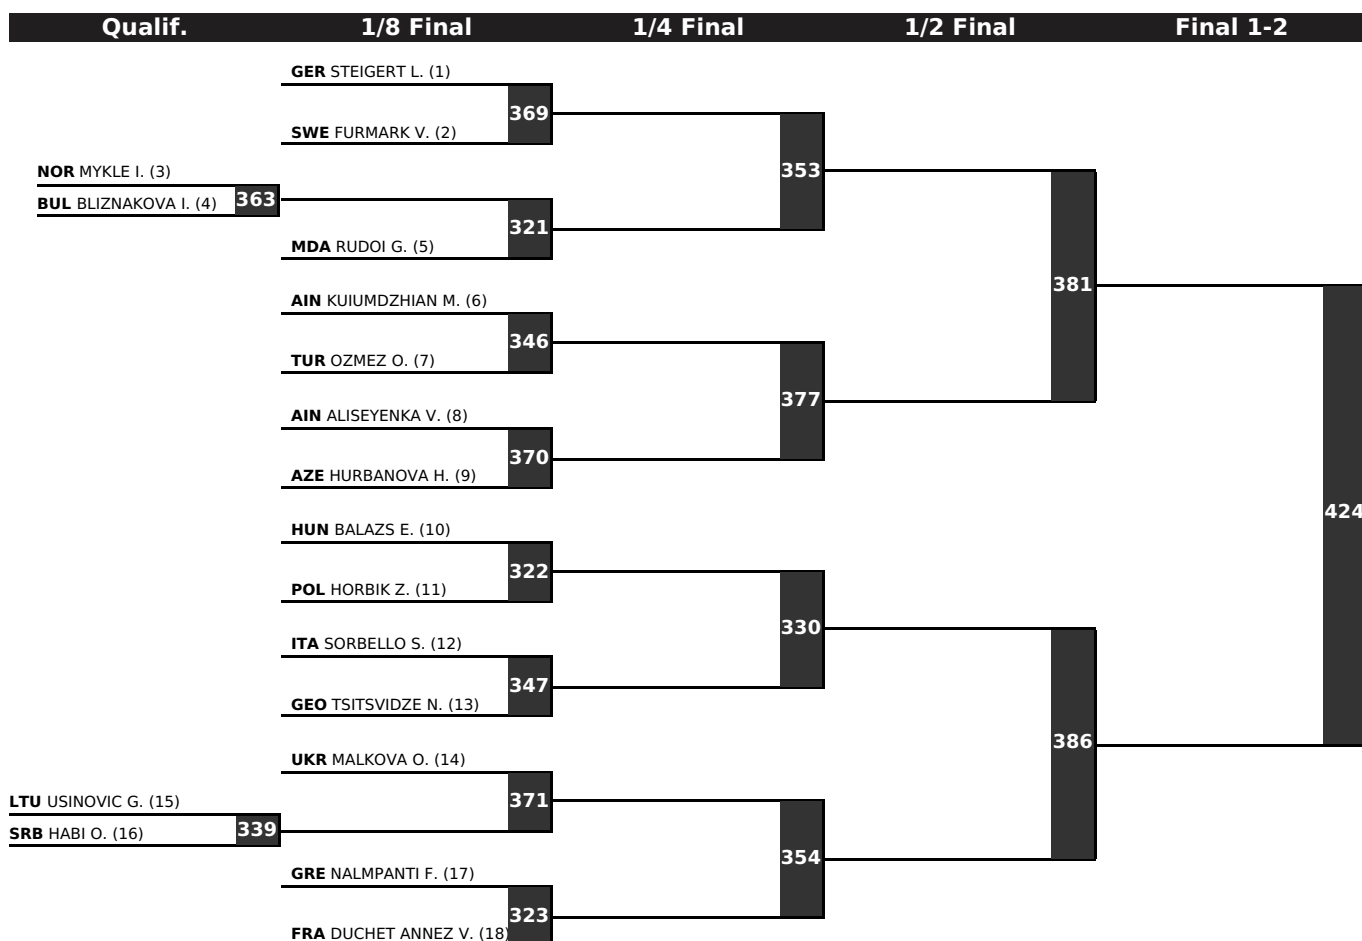 Qualif. 1/8 Final 1/4 Final 1/2 Final Final 1-2
GER STEIGERT L. (1)
369
SWE FURMARK V. (2)
353
NOR MYKLE I. (3)
363
BUL BLIZNAKOVA I. (4)
321
MDA RUDOI G. (5)
381
AIN KUIUMDZHIAN M. (6)
346
TUR OZMEZ O. (7)
377
AIN ALISEYENKA V. (8)
370
AZE HURBANOVA H. (9)
424
HUN BALAZS E. (10)
322
POL HORBIK Z. (11)
330
ITA SORBELLO S. (12)
347
GEO TSITSVIDZE N. (13)
386
UKR MALKOVA O. (14)
371
LTU USINOVIC G. (15)
339
SRB HABI O. (16)
354
GRE NALMPANTI F. (17)
323
FRA DUCHET ANNEZ V. (18)